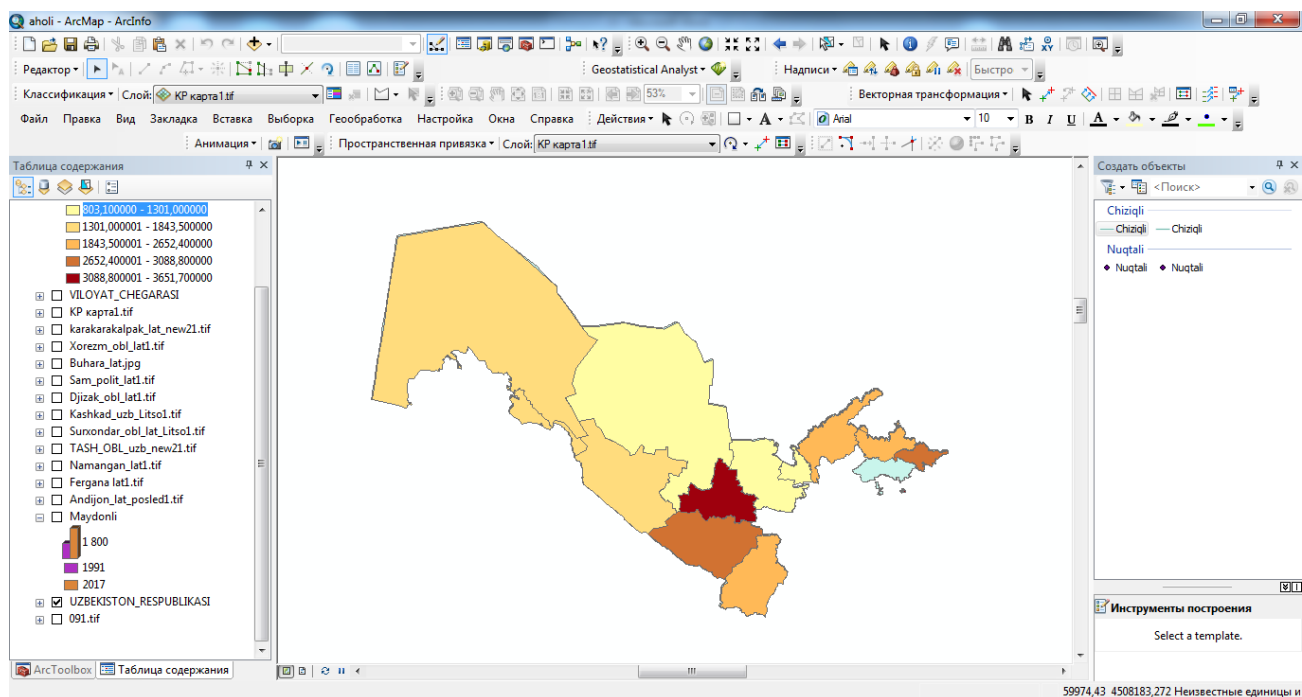 aholi - ArcMap - ArcInfo
Редактор
Geostatistical Analyst
Надписи
Быстро
Классификация
Слой:
КР карта1.tif
53%
Векторная трансформация
Файл Правка Вид Закладка Вставка Выборка Геообработка Настройка Окна Справка
Действия
Arial
10
B I U A
Анимация
Пространственная привязка
Слой:
КР карта1.tif
Таблица содержания
803,100000 - 1301,000000
1301,000001 - 1843,500000
1843,500001 - 2652,400000
2652,400001 - 3088,800000
3088,800001 - 3651,700000
VILOYAT_CHEGARASI
КР карта1.tif
karakarakalpak_lat_new21.tif
Xorezm_obl_lat1.tif
Buhara_lat.jpg
Sam_polit_lat1.tif
Djizak_obl_lat1.tif
Kashkad_uzb_Litso1.tif
Surxondar_obl_lat_Litso1.tif
TASH_OBL_uzb_new21.tif
Namangan_lat1.tif
Fergana lat1.tif
Andijon_lat_posled1.tif
Maydonli
1 800
1991
2017
UZBEKISTON_RESPUBLIKASI
091.tif
ArcToolbox
Таблица содержания
Создать объекты
<Поиск>
Chiziqli
Chiziqli Chiziqli
Nuqtali
Nuqtali Nuqtali
Инструменты построения
Select a template.
59974,43 4508183,272 Неизвестные единицы и